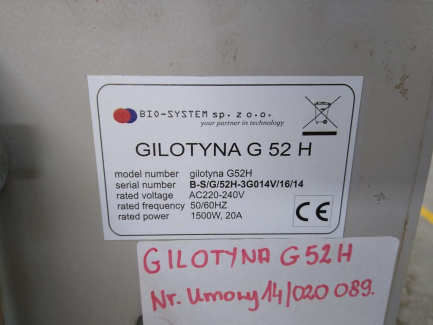 BIO-SYSTEM sp. z o.o.
your partner in technology
GILOTYNA G 52 H
model number gilotyna G52H
serial number B-S/G/52H-3G014V/16/14
rated voltage AC220-240V
rated frequency 50/60HZ
rated power 1500W, 20A
CE
GILOTYNA G52H
Nr. Umowy 14/020 089.